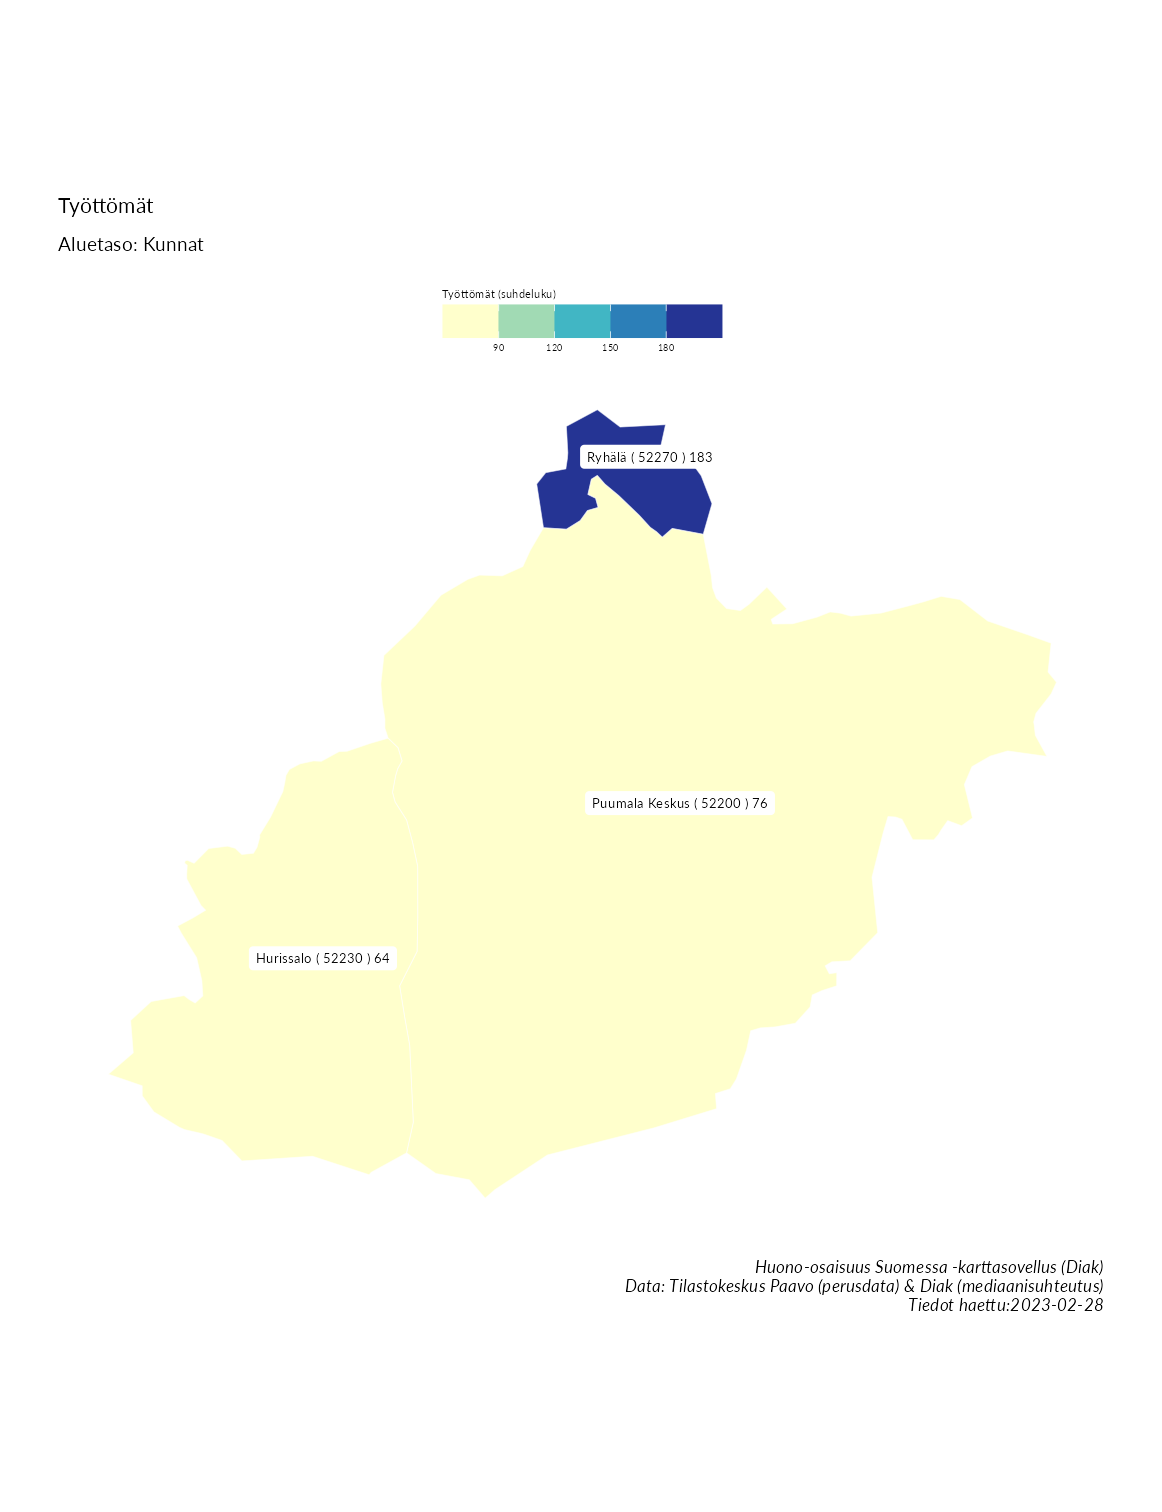 Työttömät
Aluetaso: Kunnat
Työttömät (suhdeluku)
90 120 150 180
Ryhälä ( 52270 ) 183
Puumala Keskus ( 52200 ) 76
Hurissalo ( 52230 ) 64
Huono-osaisuus Suomessa -karttasovellus (Diak)
Data: Tilastokeskus Paavo (perusdata) & Diak (mediaanisuhteutus)
Tiedot haettu:2023-02-28